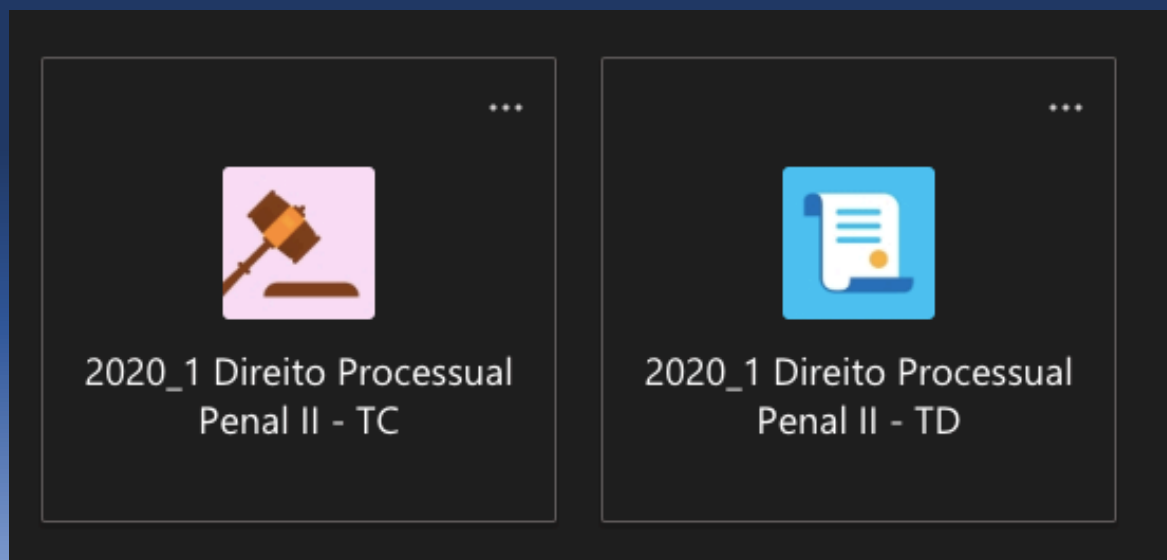 2020_1 Direito Processual
Penal II - TC
2020_1 Direito Processual
Penal II - TD